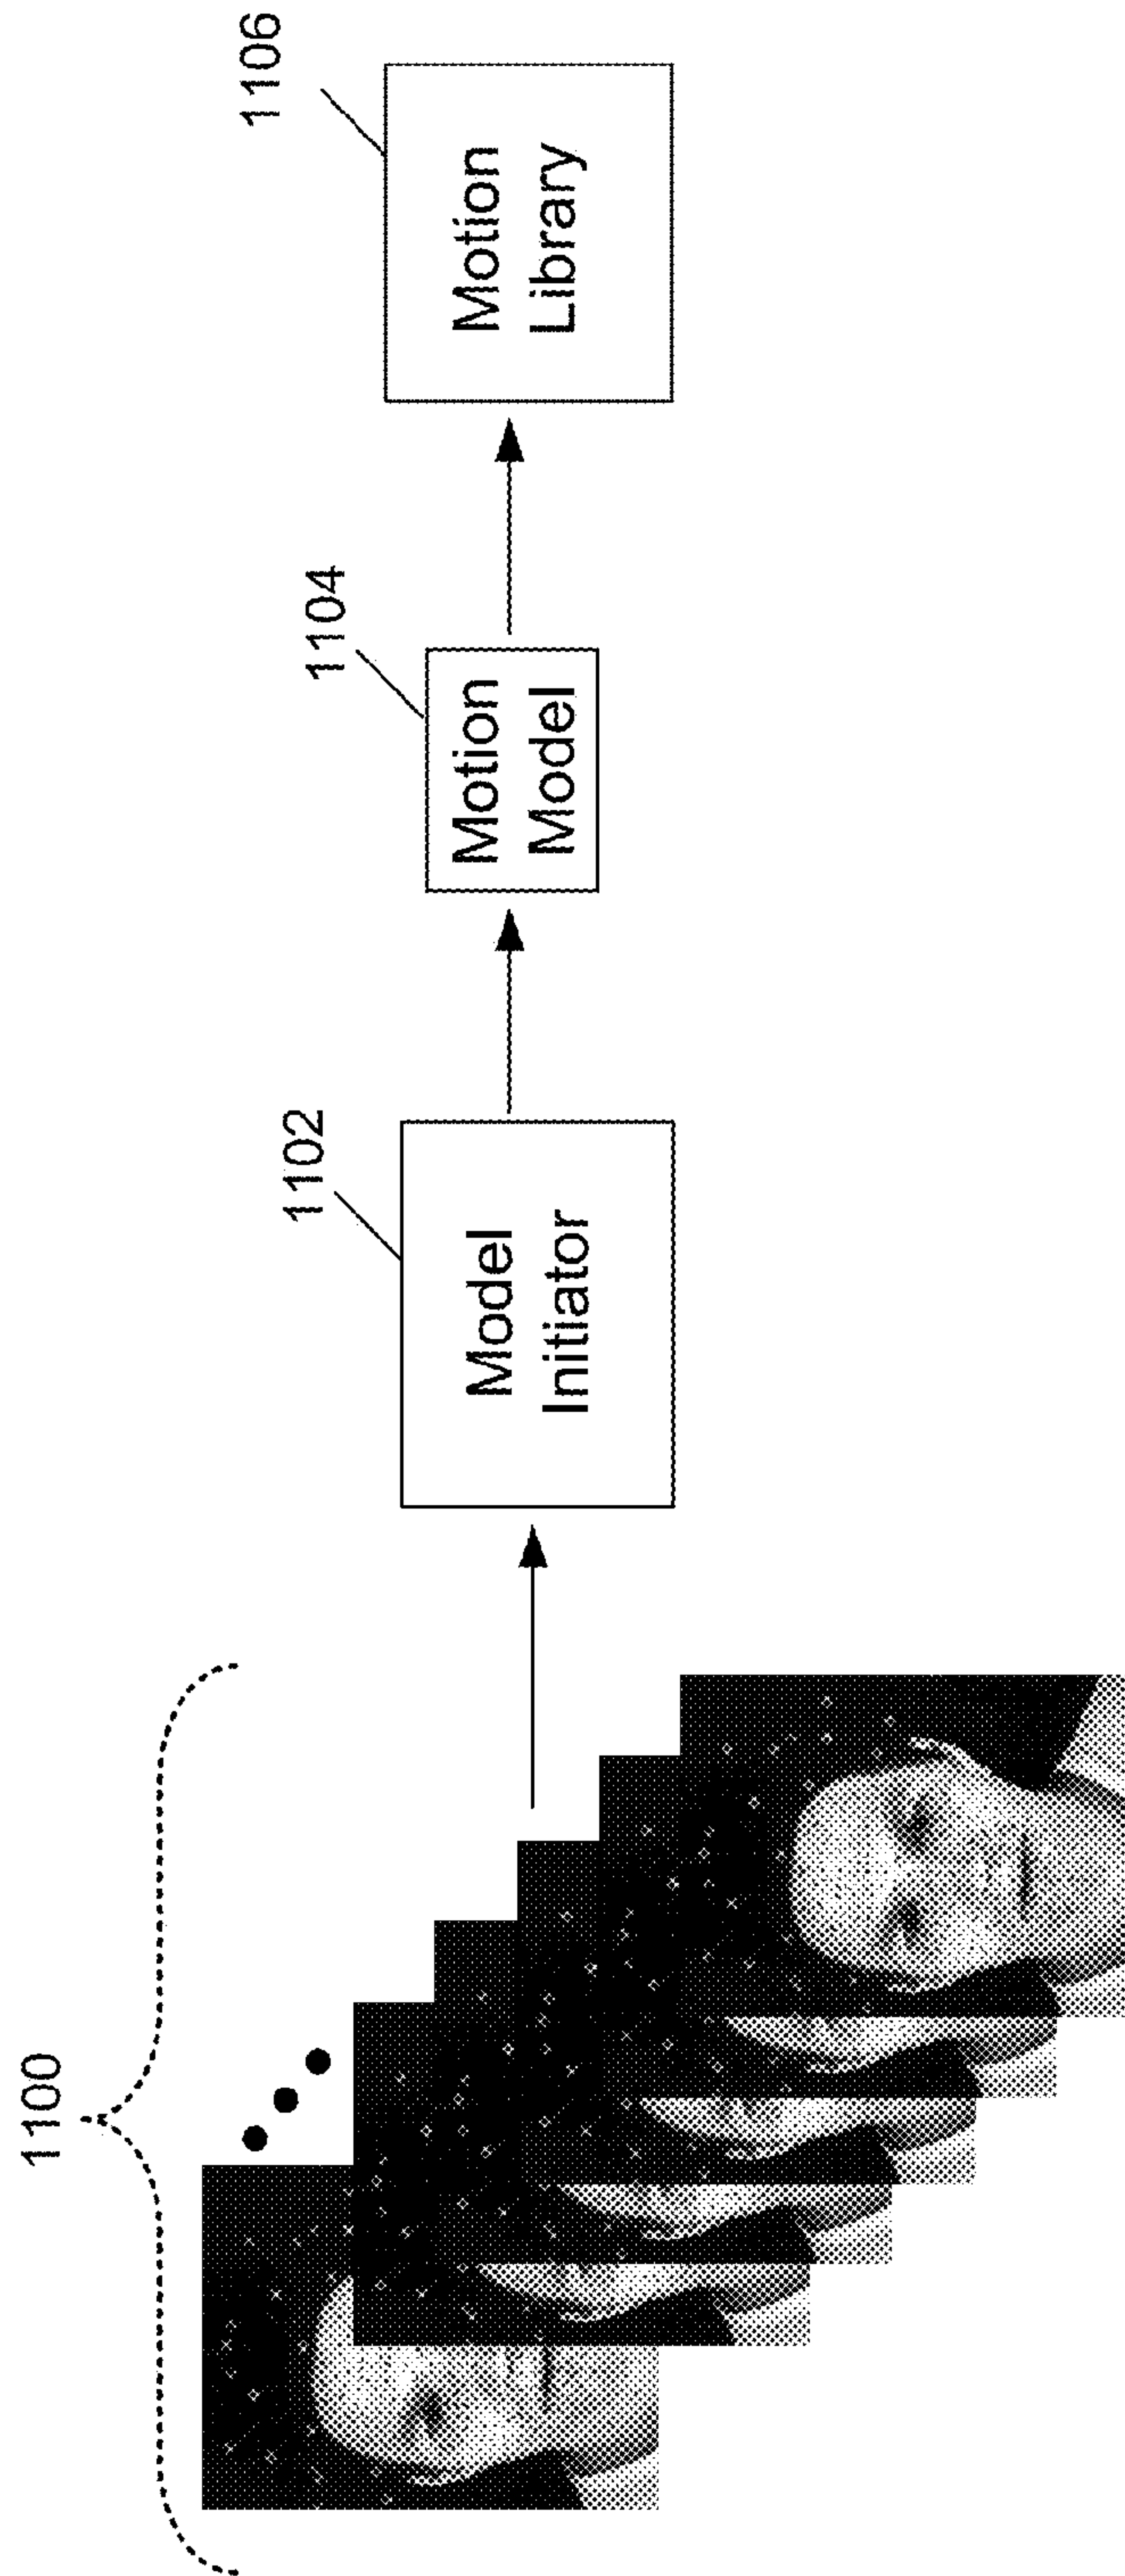 1100
1102
Model
Initiator
1104
Motion
Model
1106
Motion
Library